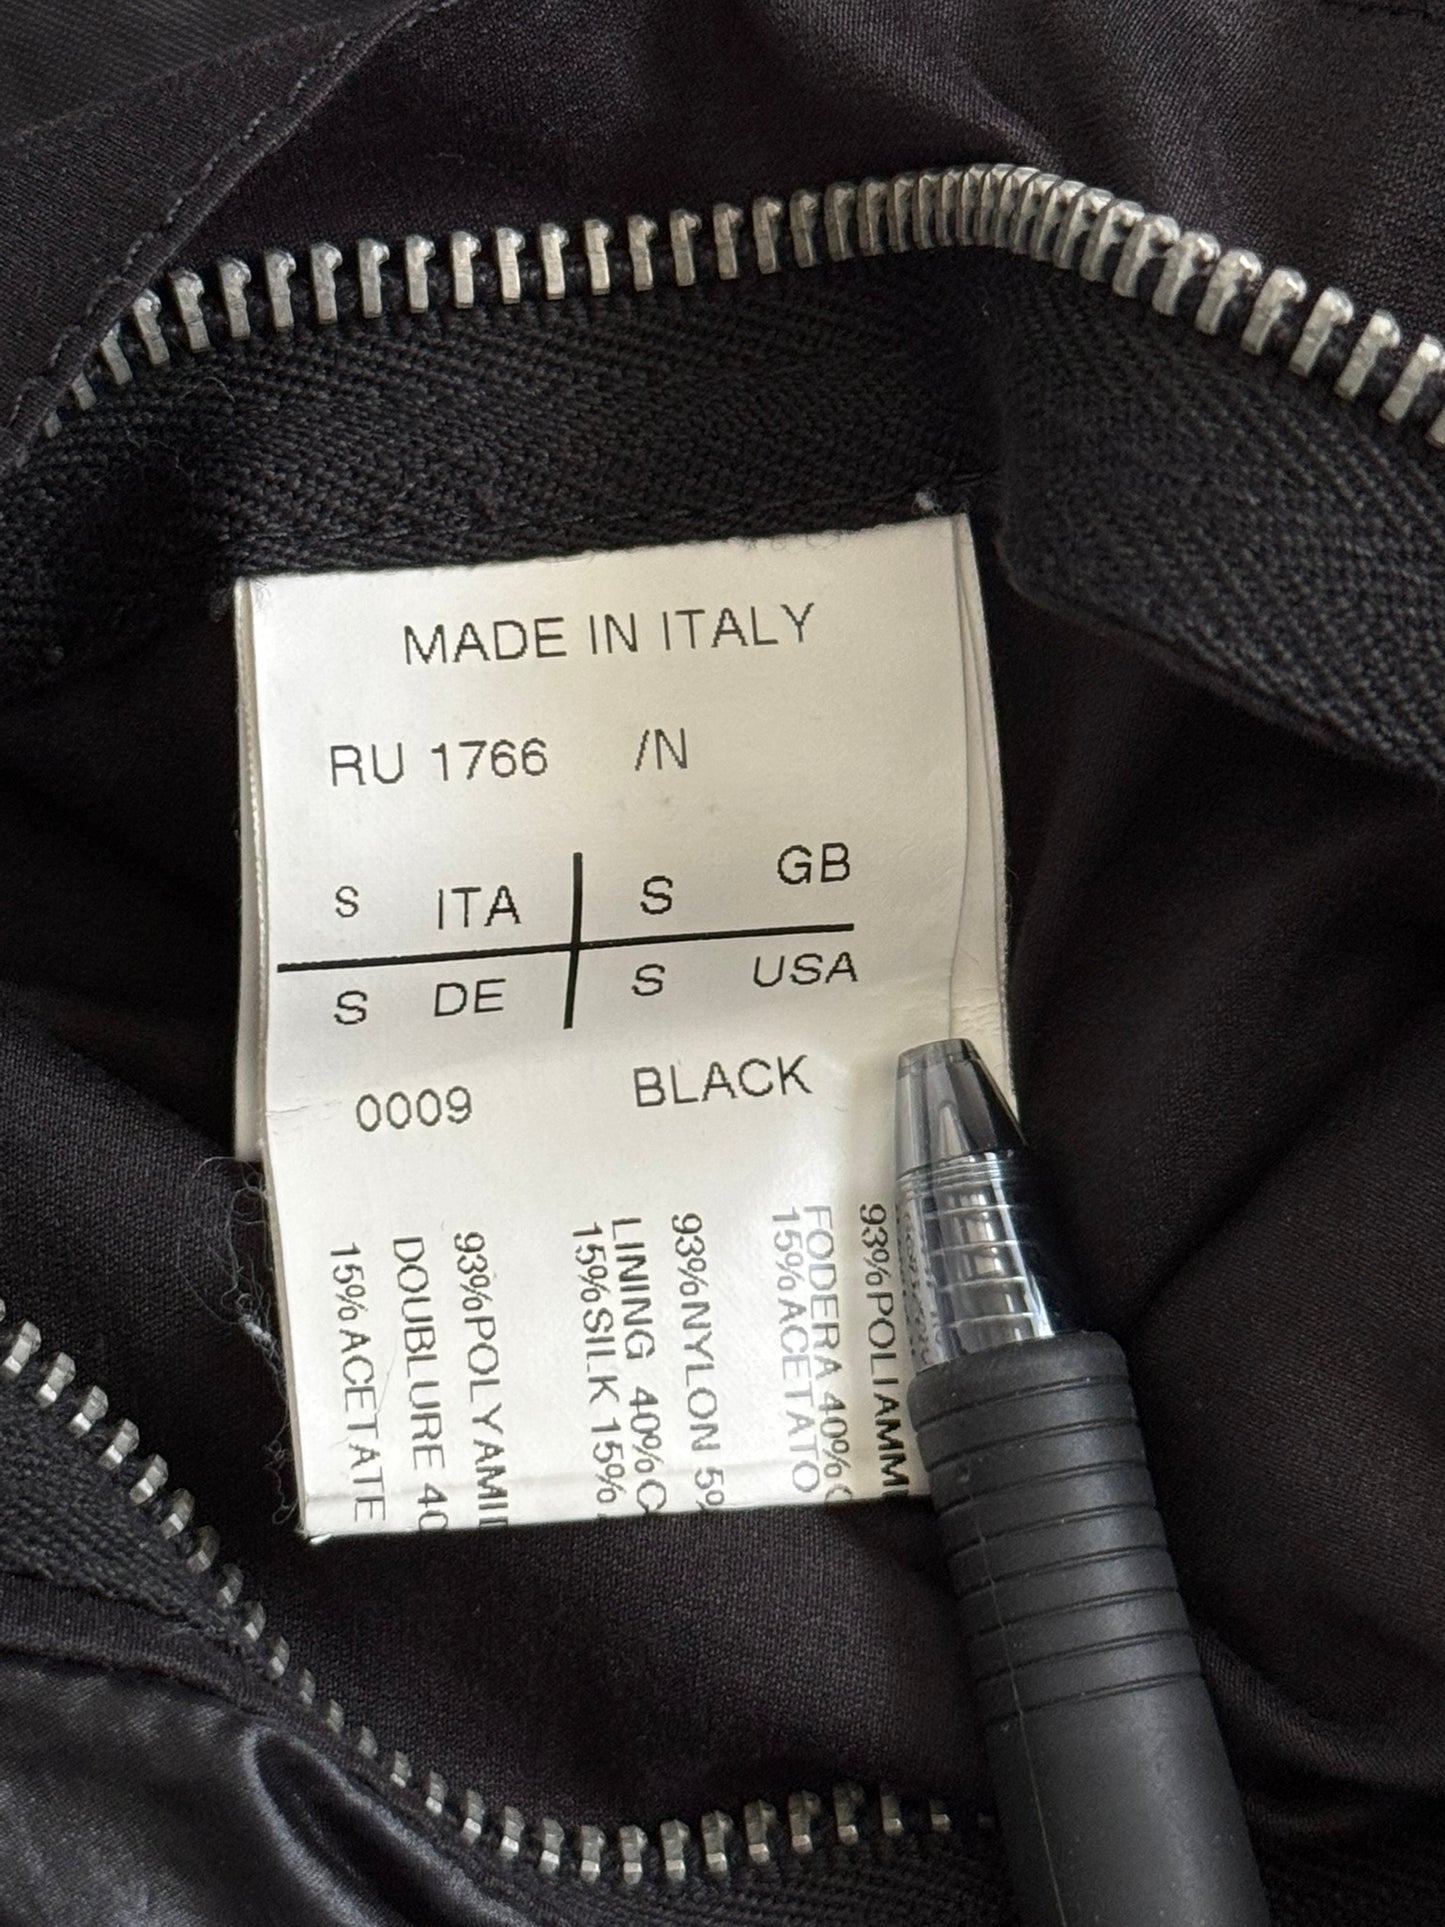 MADE IN ITALY
RU 1766 /N
S ITA S GB
S DE S USA
0009 BLACK
93%POLIAMM
FODERA 40%C
15%ACETATO
93%NYLON 5%
LINING 40%C
15%SILK 15%
93%POLYAMI
DOUBLURE 40
15%ACETATE